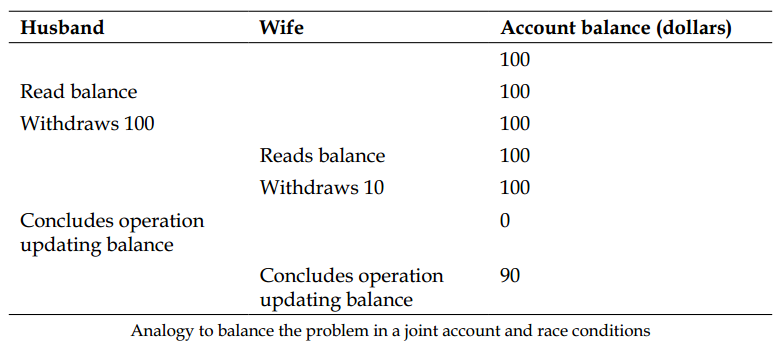 Husband Wife Account balance (dollars)
100
Read balance 100
Withdraws 100 100
Reads balance 100
Withdraws 10 100
Concludes operation 0
updating balance
Concludes operation 90
updating balance
Analogy to balance the problem in a joint account and race conditions